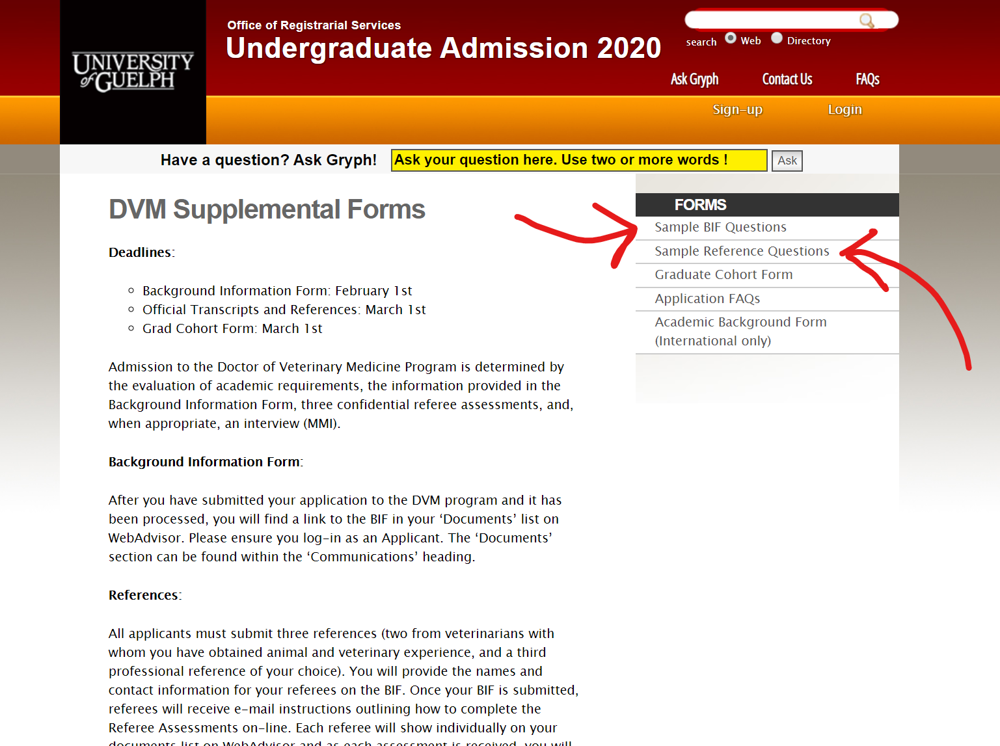 UNIVERSITY
of GUELPH
Office of Registrarial Services
Undergraduate Admission 2020
search Web Directory
Ask Gryph Contact Us FAQs
Sign-up Login
Have a question? Ask Gryph! Ask your question here. Use two or more words ! Ask
DVM Supplemental Forms
Deadlines:
Background Information Form: February 1st
Official Transcripts and References: March 1st
Grad Cohort Form: March 1st
Admission to the Doctor of Veterinary Medicine Program is determined by
the evaluation of academic requirements, the information provided in the
Background Information Form, three confidential referee assessments, and,
when appropriate, an interview (MMI).
Background Information Form:
After you have submitted your application to the DVM program and it has
been processed, you will find a link to the BIF in your ‘Documents’ list on
WebAdvisor. Please ensure you log-in as an Applicant. The ‘Documents’
section can be found within the ‘Communications’ heading.
References:
All applicants must submit three references (two from veterinarians with
whom you have obtained animal and veterinary experience, and a third
professional reference of your choice). You will provide the names and
contact information for your referees on the BIF. Once your BIF is submitted,
referees will receive e-mail instructions outlining how to complete the
Referee Assessments on-line. Each referee will show individually on your
documents list on WebAdvisor and as each assessment is received, you will
FORMS
Sample BIF Questions
Sample Reference Questions
Graduate Cohort Form
Application FAQs
Academic Background Form
(International only)